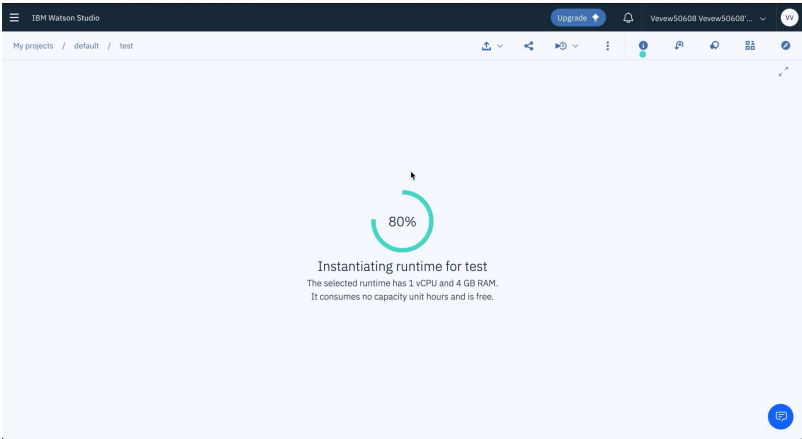 IBM Watson Studio
Upgrade
Vevew50608 Vevew50608'...
VV
My projects / default / test
80%
Instantiating runtime for test
The selected runtime has 1 vCPU and 4 GB RAM.
It consumes no capacity unit hours and is free.